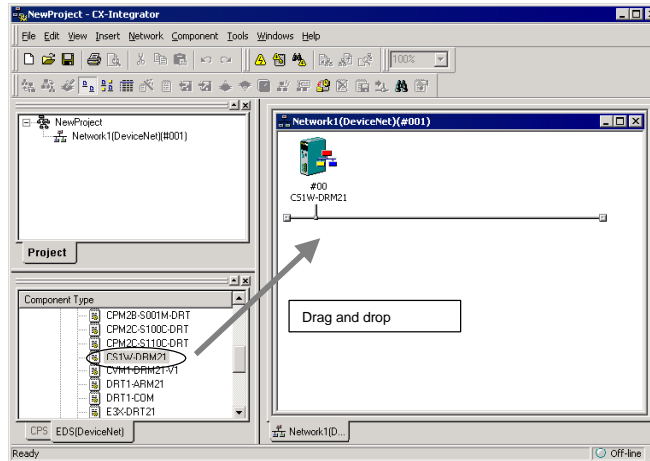 NewProject - CX-Integrator
File Edit View Insert Network Component Tools Windows Help
100%
NewProject
Network1(DeviceNet)(#001)
Project
Component Type
CPM2B-S001M-DRT
CPM2C-S100C-DRT
CPM2C-S110C-DRT
CS1W-DRM21
CVM1-DRM21-V1
DRT1-ARM21
DRT1-COM
E3X-DRT21
CPS EDS(DeviceNet)
Network1(DeviceNet)(#001)
#00
CS1W-DRM21
Drag and drop
Network1(D...
Ready
Off-line